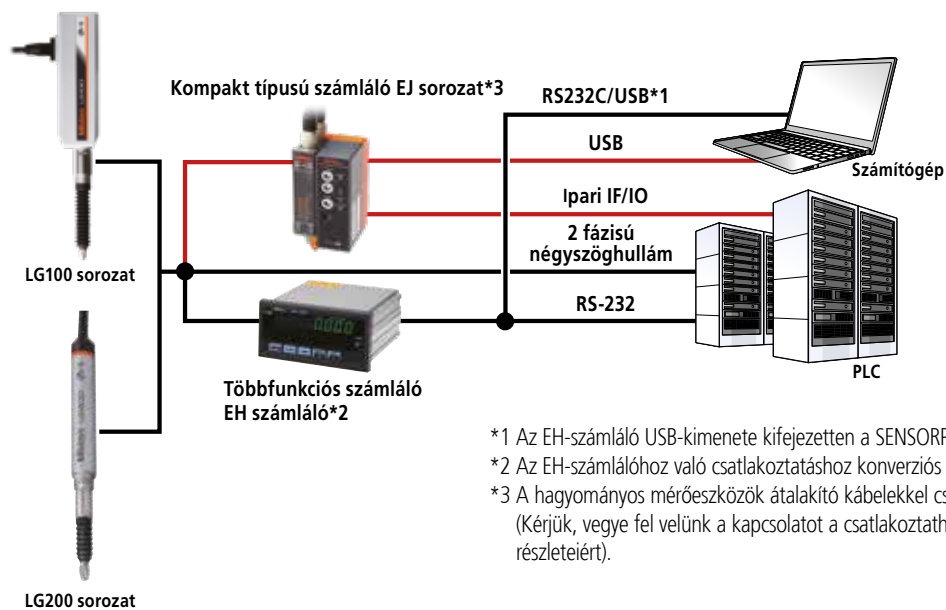 Kompakt típusú számláló EJ sorozat*3
RS232C/USB*1
USB
Számítógép
Ipari IF/IO
2 fázisú
négyszöghullám
LG100 sorozat
RS-232
PLC
Többfunkciós számláló
EH számláló*2
*1 Az EH-számláló USB-kimenete kifejezetten a
*2 Az EH-számlálóhoz való csatlakoztatáshoz konverziós
*3 A hagyományos mérőeszközök átalakító kábelekkel
(Kérjük, vegye fel velünk a kapcsolatot a
részleteiért).
LG200 sorozat